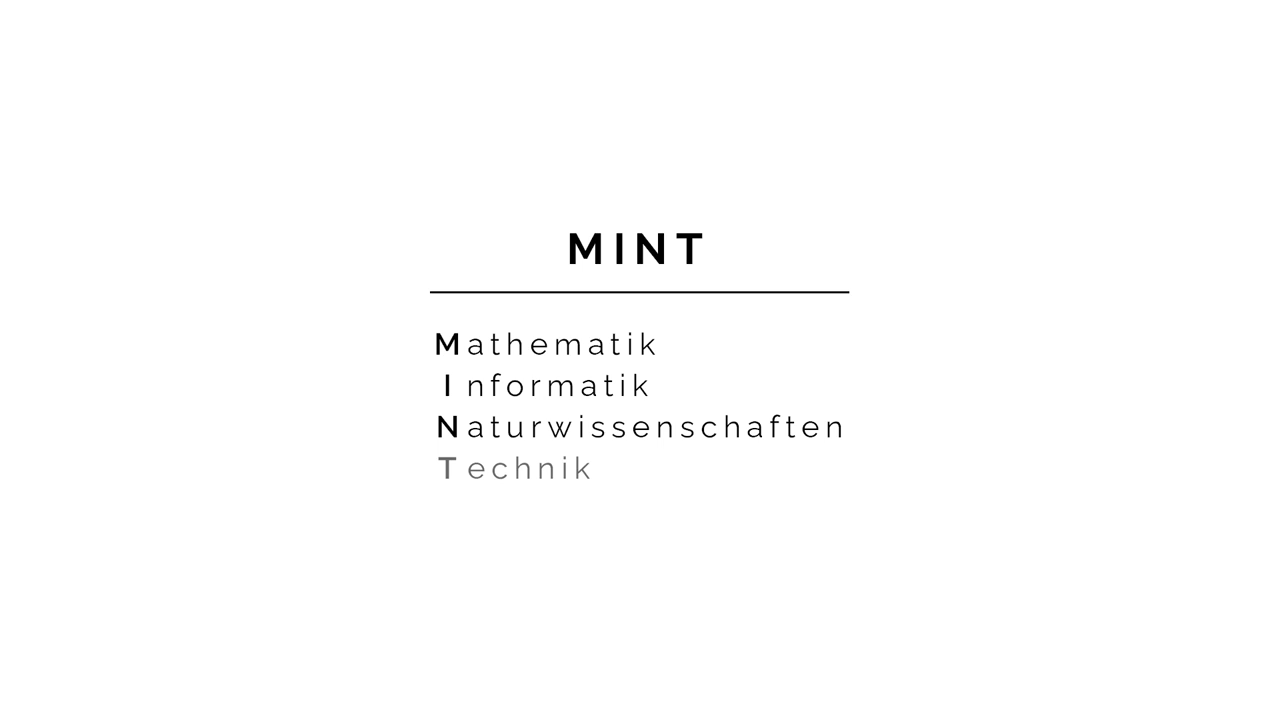 MINT
Mathematik
Informatik
Naturwissenschaften
Technik